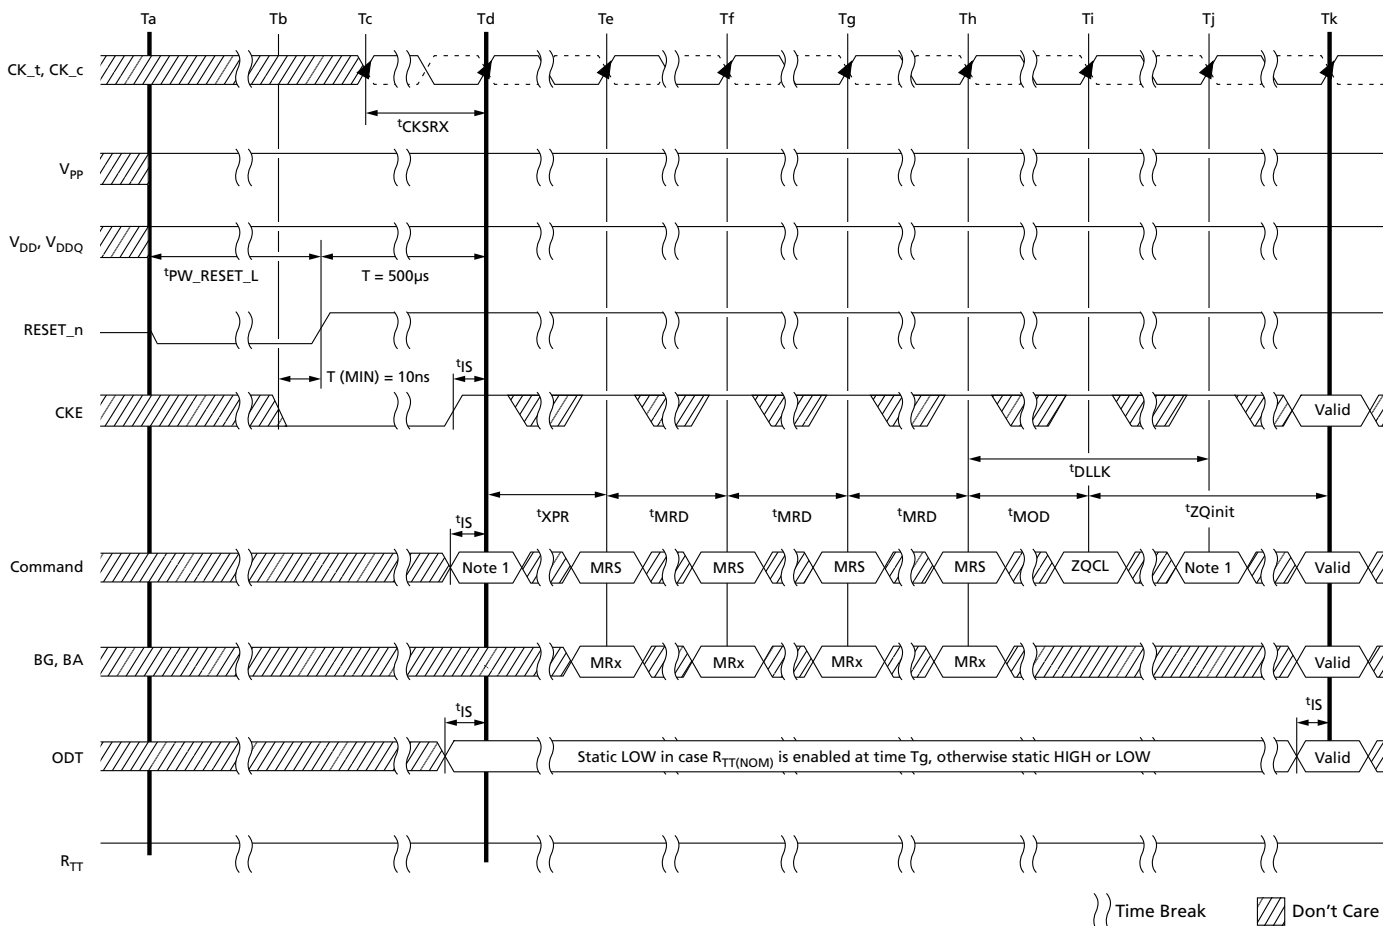 Ta Tb Tc Td Te Tf Tg Th Ti Tj Tk
CK_t, CK_c
tCKSRX
VPP
VDD, VDDQ
tPW_RESET_L T = 500μs
RESET_n
T (MIN) = 10ns tIS
CKE Valid
tDLLK
tXPR tMRD tMRD tMRD tMOD tZQinit
tIS
Command Note 1 MRS MRS MRS MRS ZQCL Note 1 Valid
BG, BA MRx MRx MRx MRx Valid
tIS tIS
ODT Static LOW in case RTT(NOM) is enabled at time Tg, otherwise static HIGH or LOW Valid
RTT
Time Break Don't Care